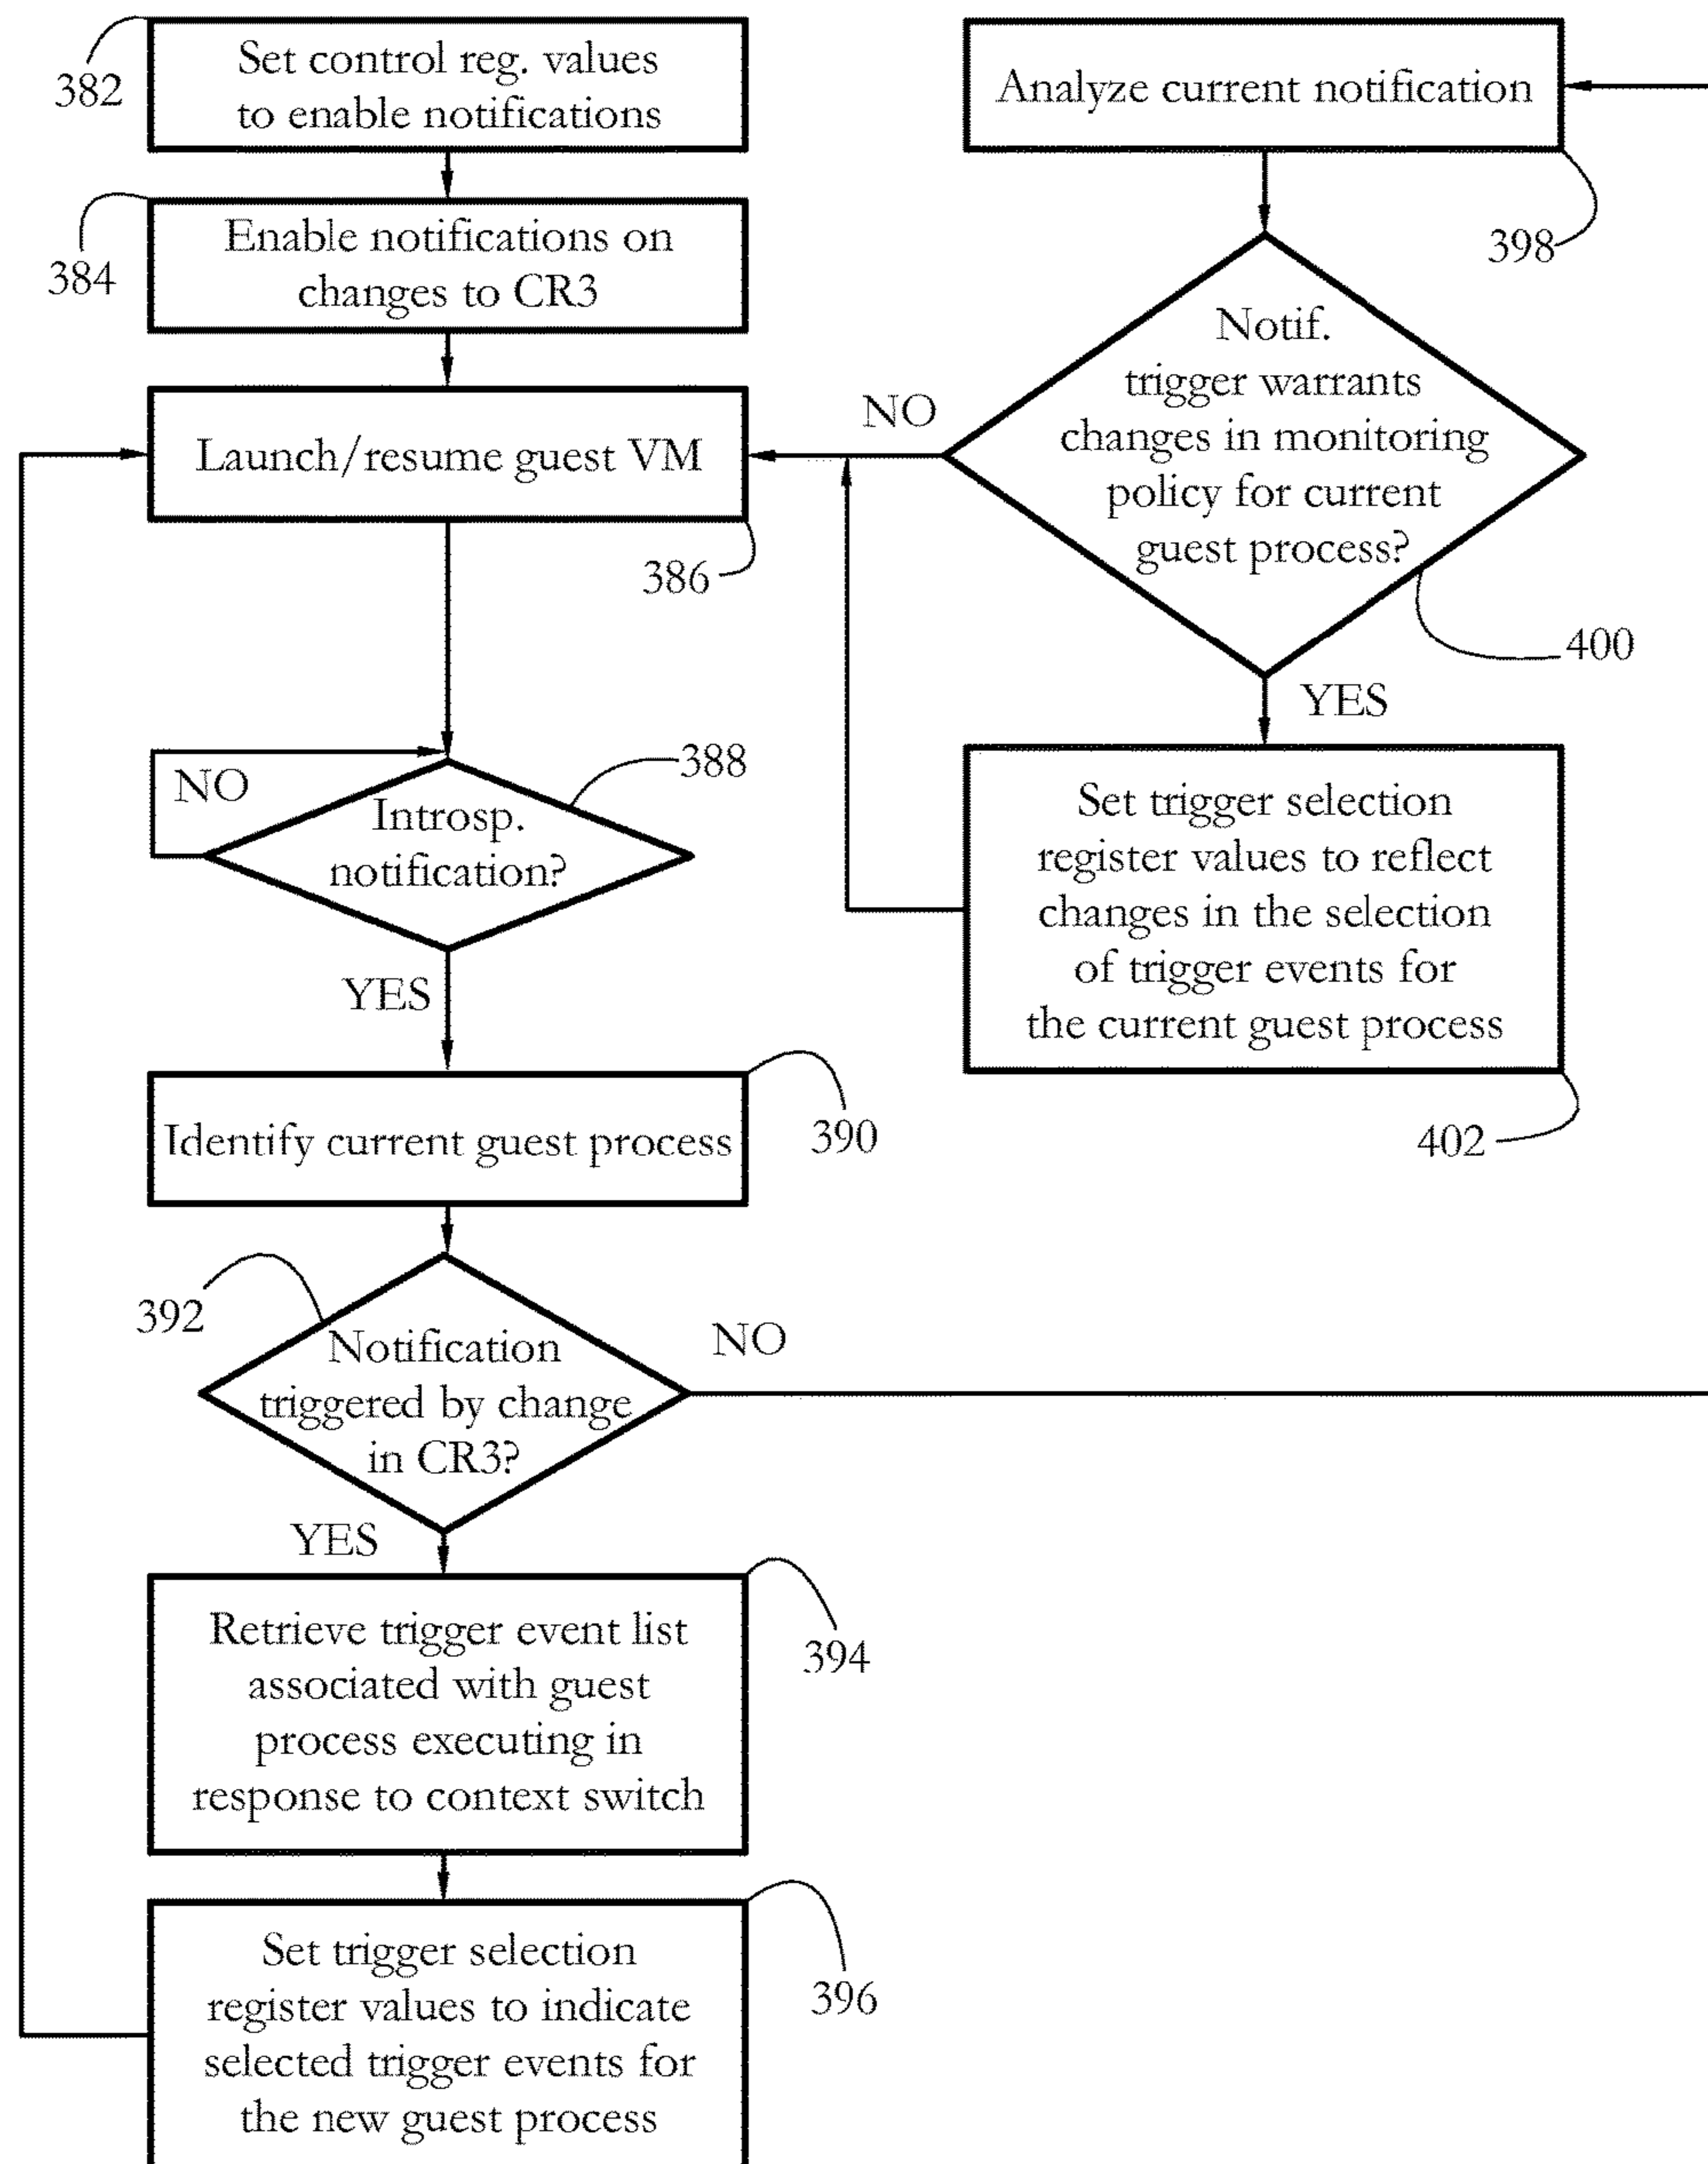 382
Set control reg. values
to enable notifications
384
Enable notifications on
changes to CR3
Launch/resume guest VM
386
NO
Introsp.
notification?
388
YES
Identify current guest process
390
392
Notification
triggered by change
in CR3?
NO
YES
Retrieve trigger event list
associated with guest
process executing in
response to context switch
394
Set trigger selection
register values to indicate
selected trigger events for
the new guest process
396
Analyze current notification
398
Notif.
trigger warrants
changes in monitoring
policy for current
guest process?
400
NO
YES
Set trigger selection
register values to reflect
changes in the selection
of trigger events for
the current guest process
402